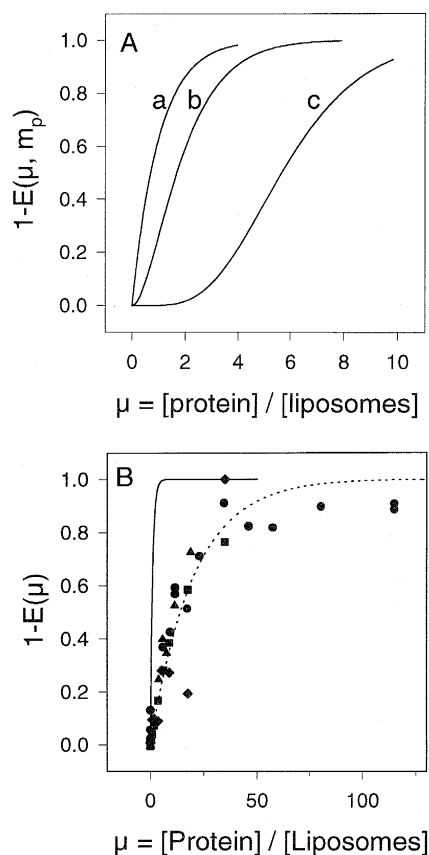 A
a b c
1-E(μ, mp)
1.0
0.8
0.6
0.4
0.2
0.0
0 2 4 6 8 10
μ = [protein] / [liposomes]
B
1-E(μ)
1.0
0.8
0.6
0.4
0.2
0.0
0 50 100
μ = [Protein] / [Liposomes]